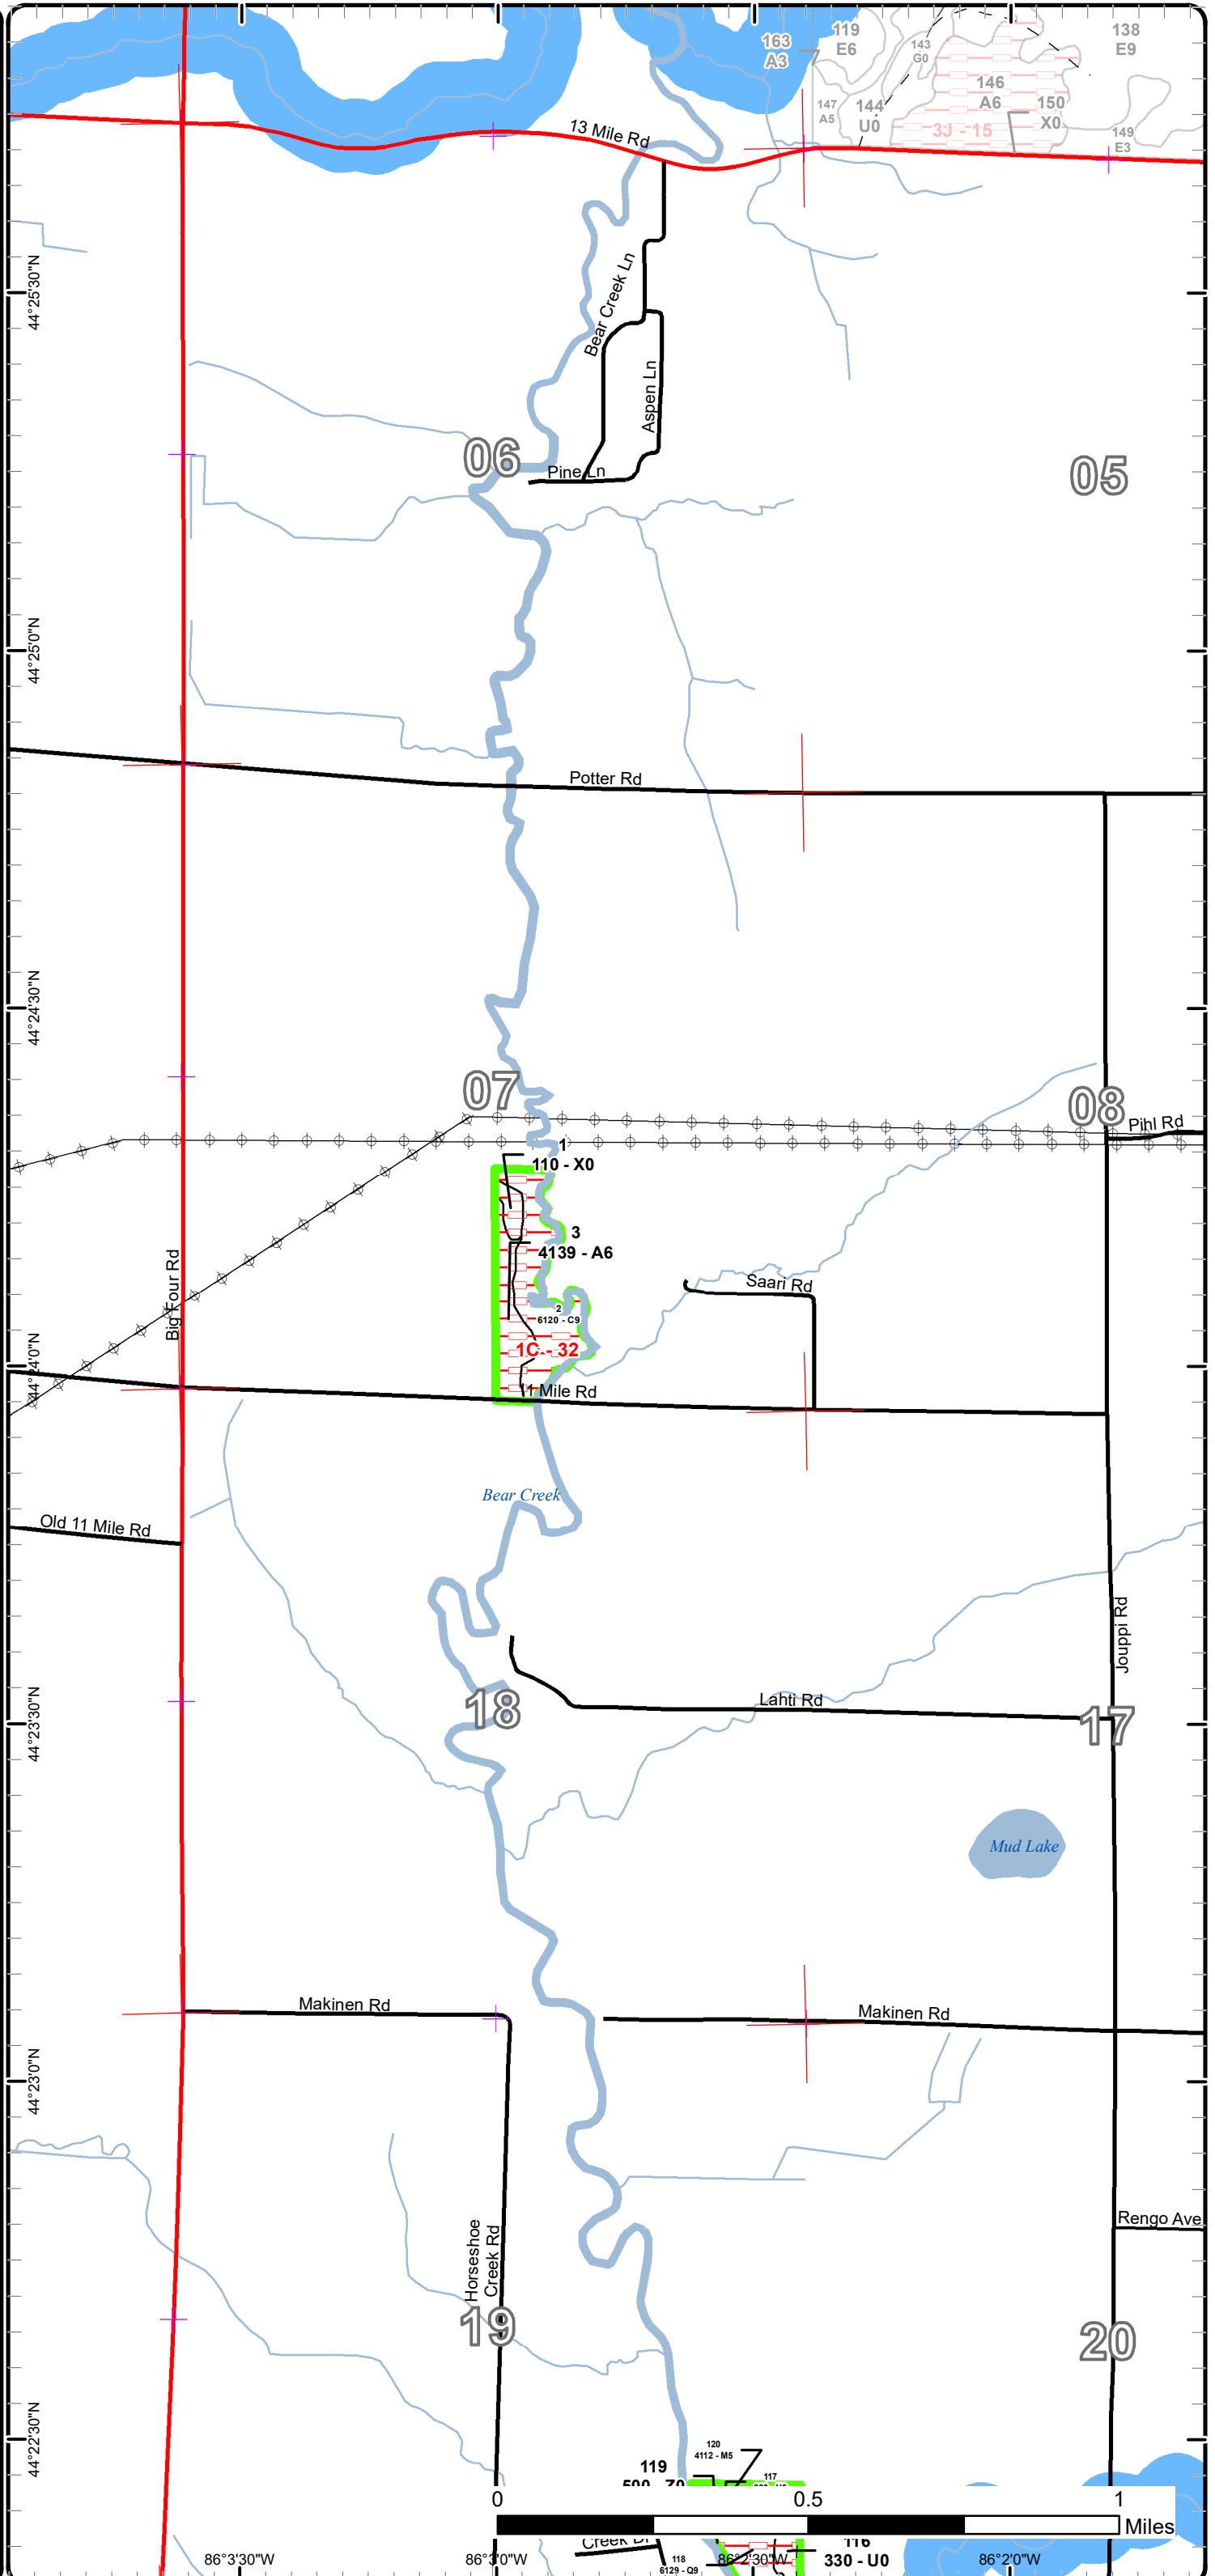 163
A3
119
E6
143
G0
138
E9
146
A6
147
A5
144
U0
150
X0
3J - 15
149
E3
13 Mile Rd
44°25'30"N
Bear Creek Ln
Aspen Ln
06
Pine Ln
05
44°25'0"N
Potter Rd
44°24'30"N
07
08
Pihl Rd
1
110 - X0
3
4139 - A6
Big Four Rd
Saari Rd
2
6120 - C9
1C - 32
44°24'0"N
11 Mile Rd
Bear Creek
Old 11 Mile Rd
Jouppi Rd
Lahti Rd
18
17
44°23'30"N
Mud Lake
Makinen Rd
Makinen Rd
44°23'0"N
Rengo Ave
Horseshoe
Creek Rd
19
20
44°22'30"N
120
4112 - M5
119
500 - Z0
117
0
0.5
1
Miles
Creek Dr
118
6129 - Q9
116
330 - U0
86°3'30"W
86°3'0"W
86°2'30"W
86°2'0"W